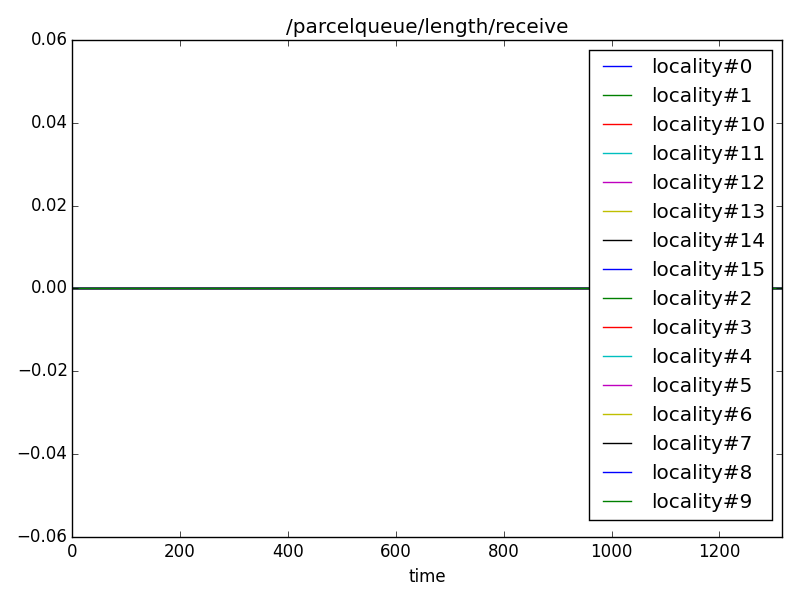 /parcelqueue/length/receive
0.06
0.04
0.02
0.00
−0.02
−0.04
−0.06
locality#0
locality#1
locality#10
locality#11
locality#12
locality#13
locality#14
locality#15
locality#2
locality#3
locality#4
locality#5
locality#6
locality#7
locality#8
locality#9
0 200 400 600 800 1000 1200
time